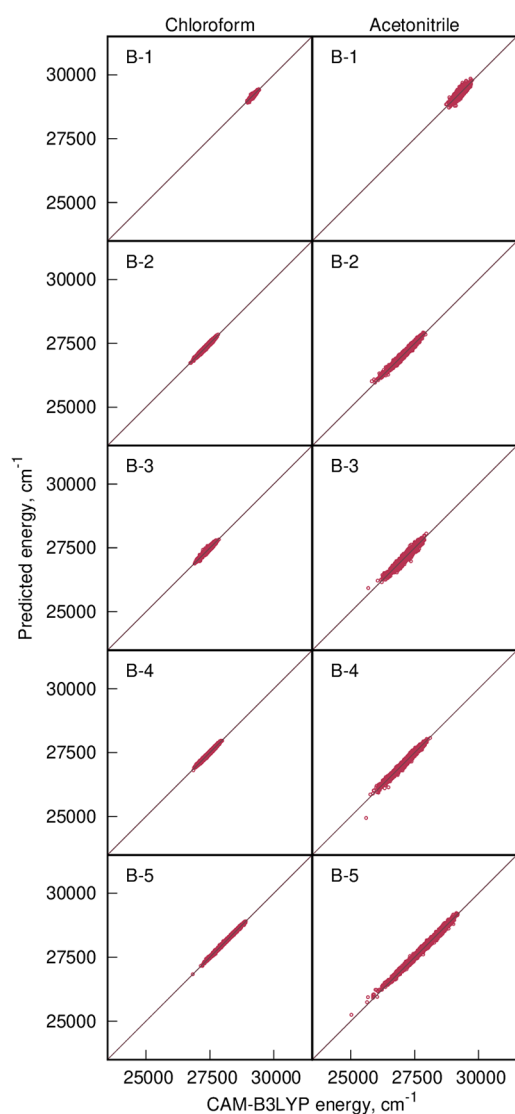 Chloroform Acetonitrile
B-1 B-1
30000
27500
25000
B-2 B-2
30000
27500
25000
B-3 B-3
30000
27500
25000
B-4 B-4
30000
27500
25000
B-5 B-5
30000
27500
25000
Predicted energy, cm⁻¹
25000 27500 30000 25000 27500 30000
CAM-B3LYP energy, cm⁻¹